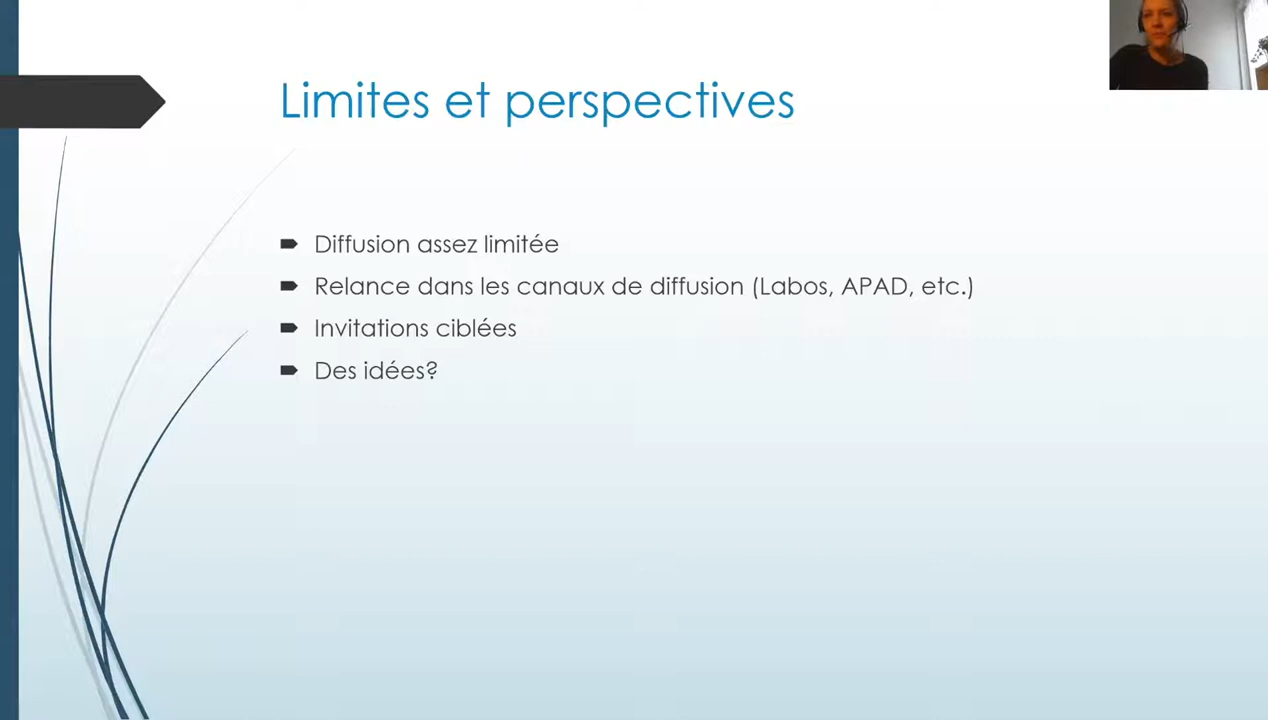 Limites et perspectives
Diffusion assez limitée
Relance dans les canaux de diffusion (Labos, APAD, etc.)
Invitations ciblées
Des idées?